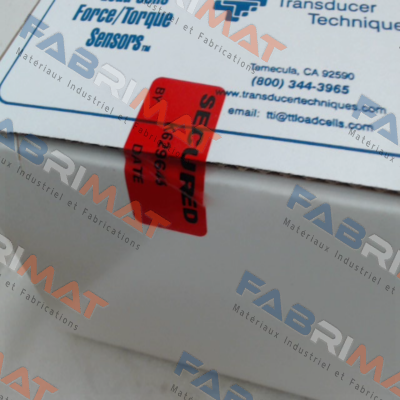 Force/Torque
Sensors™
Transducer
Techniques
Temecula, CA 92590
(800) 344-3965
www.transducertechniques.com
email: tti@ttloadcells.com
SECURED
BY
DATE
FABRIMAT
Materiaux Industriel et Fabrications